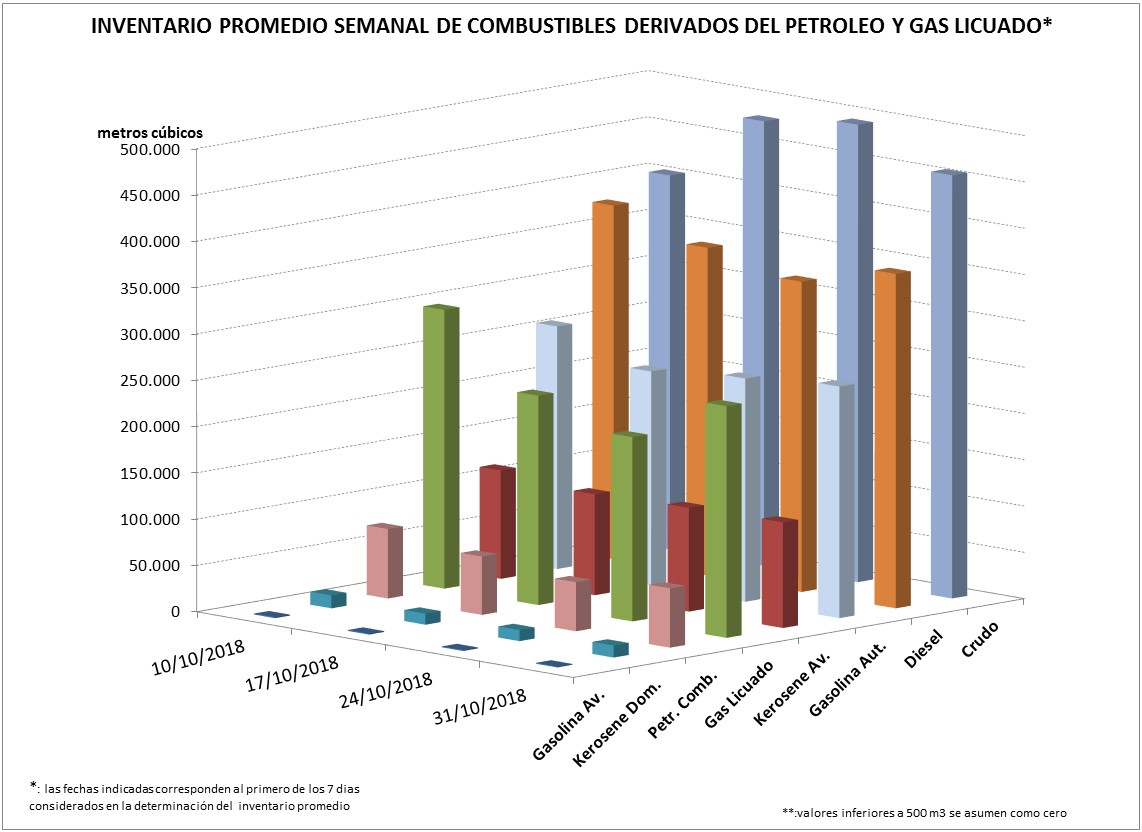 INVENTARIO PROMEDIO SEMANAL DE COMBUSTIBLES DERIVADOS DEL PETROLEO Y GAS LICUADO*
metros cúbicos
500.000
450.000
400.000
350.000
300.000
250.000
200.000
150.000
100.000
50.000
0
10/10/2018
17/10/2018
24/10/2018
31/10/2018
Gasolina Av.
Kerosene Dom.
Petr. Comb.
Gas Licuado
Kerosene Av.
Gasolina Aut.
Diesel
Crudo
*: las fechas indicadas corresponden al primero de los 7 dias
considerados en la determinación del inventario promedio
**:valores inferiores a 500 m3 se asumen como cero